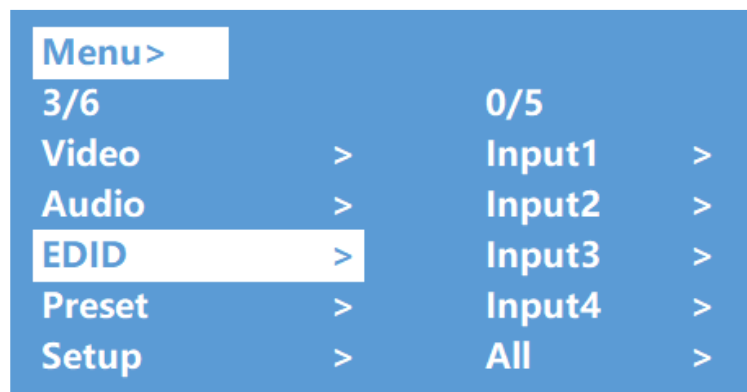 Menu>
3/6 0/5
Video > Input1 >
Audio > Input2 >
EDID > Input3 >
Preset > Input4 >
Setup > All >